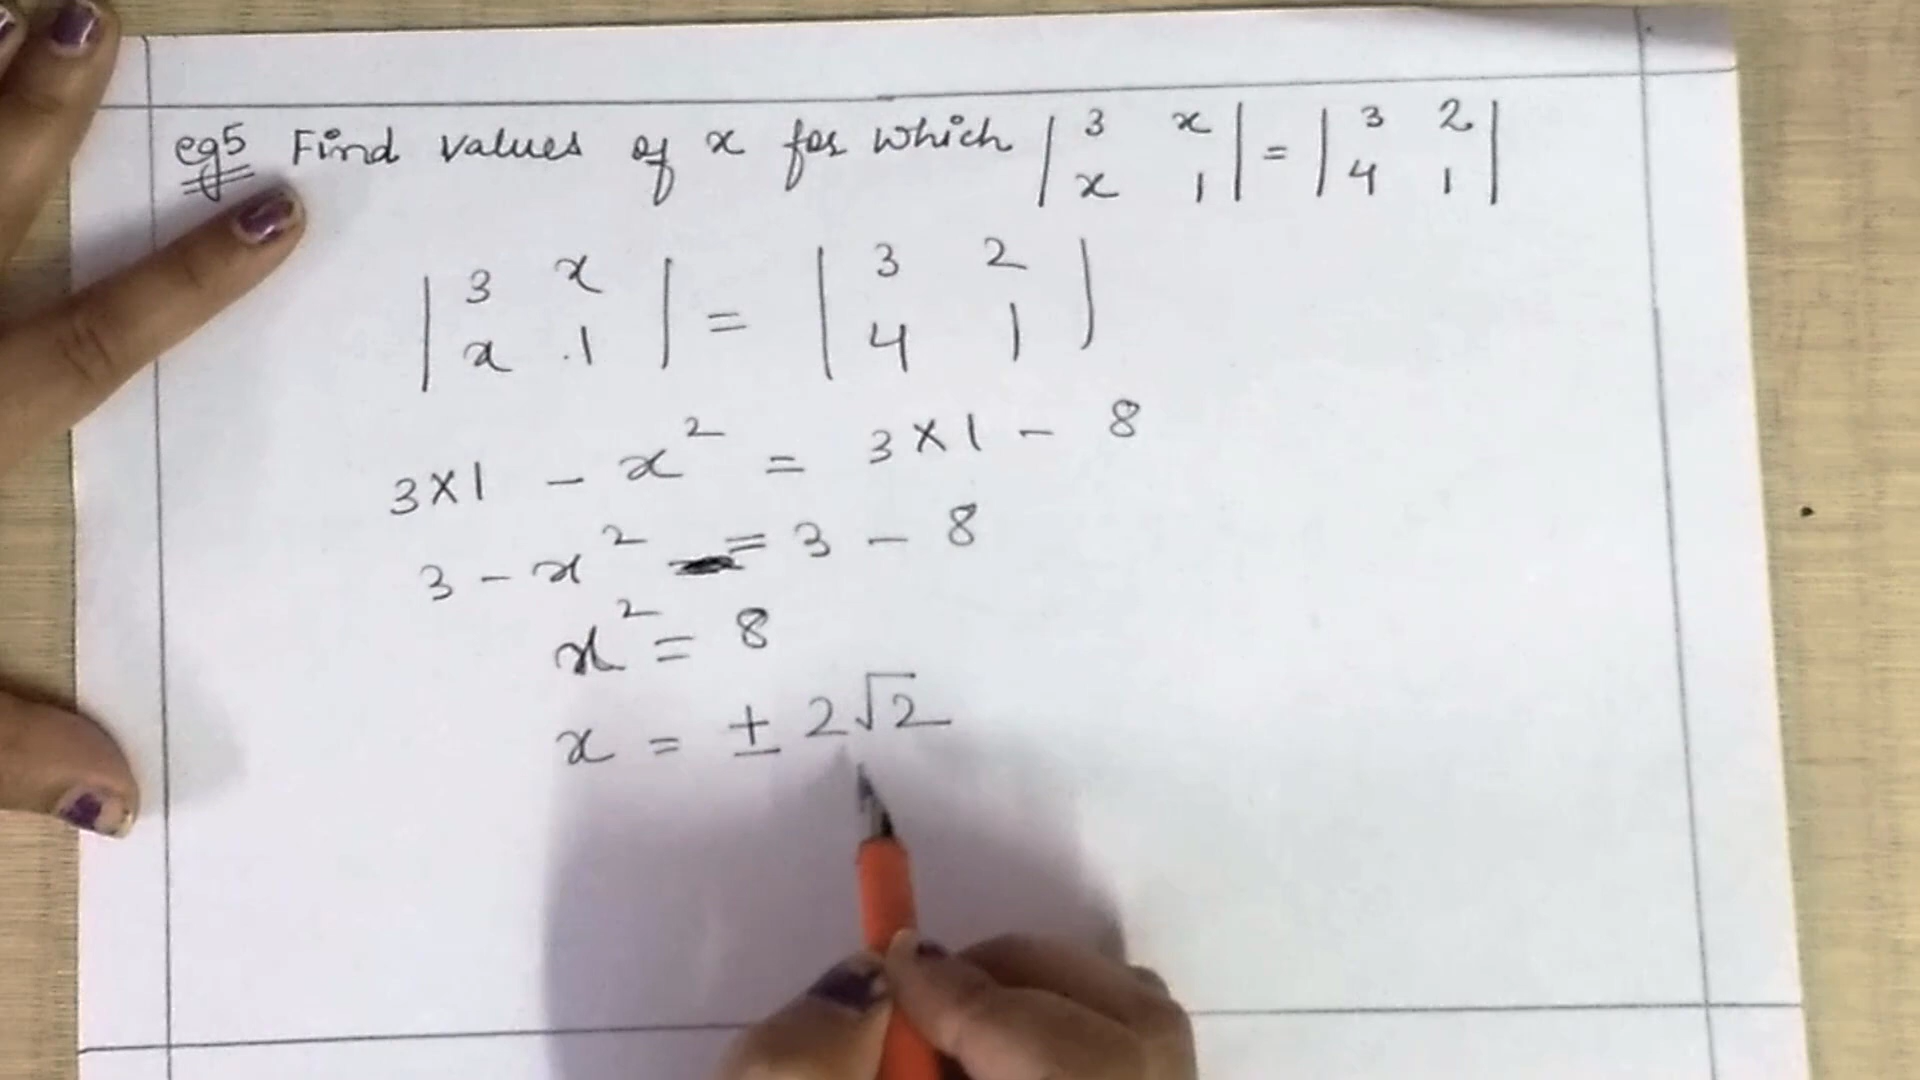 eg5 Find values of x for which | 3 x | = | 3 2 |
| x 1 | | 4 1 |
| 3 x | = | 3 2 |
| x .1 | | 4 1 |
3×1 - x² = 3×1 - 8
3 - x² = 3 - 8
x² = 8
x = ± 2√2